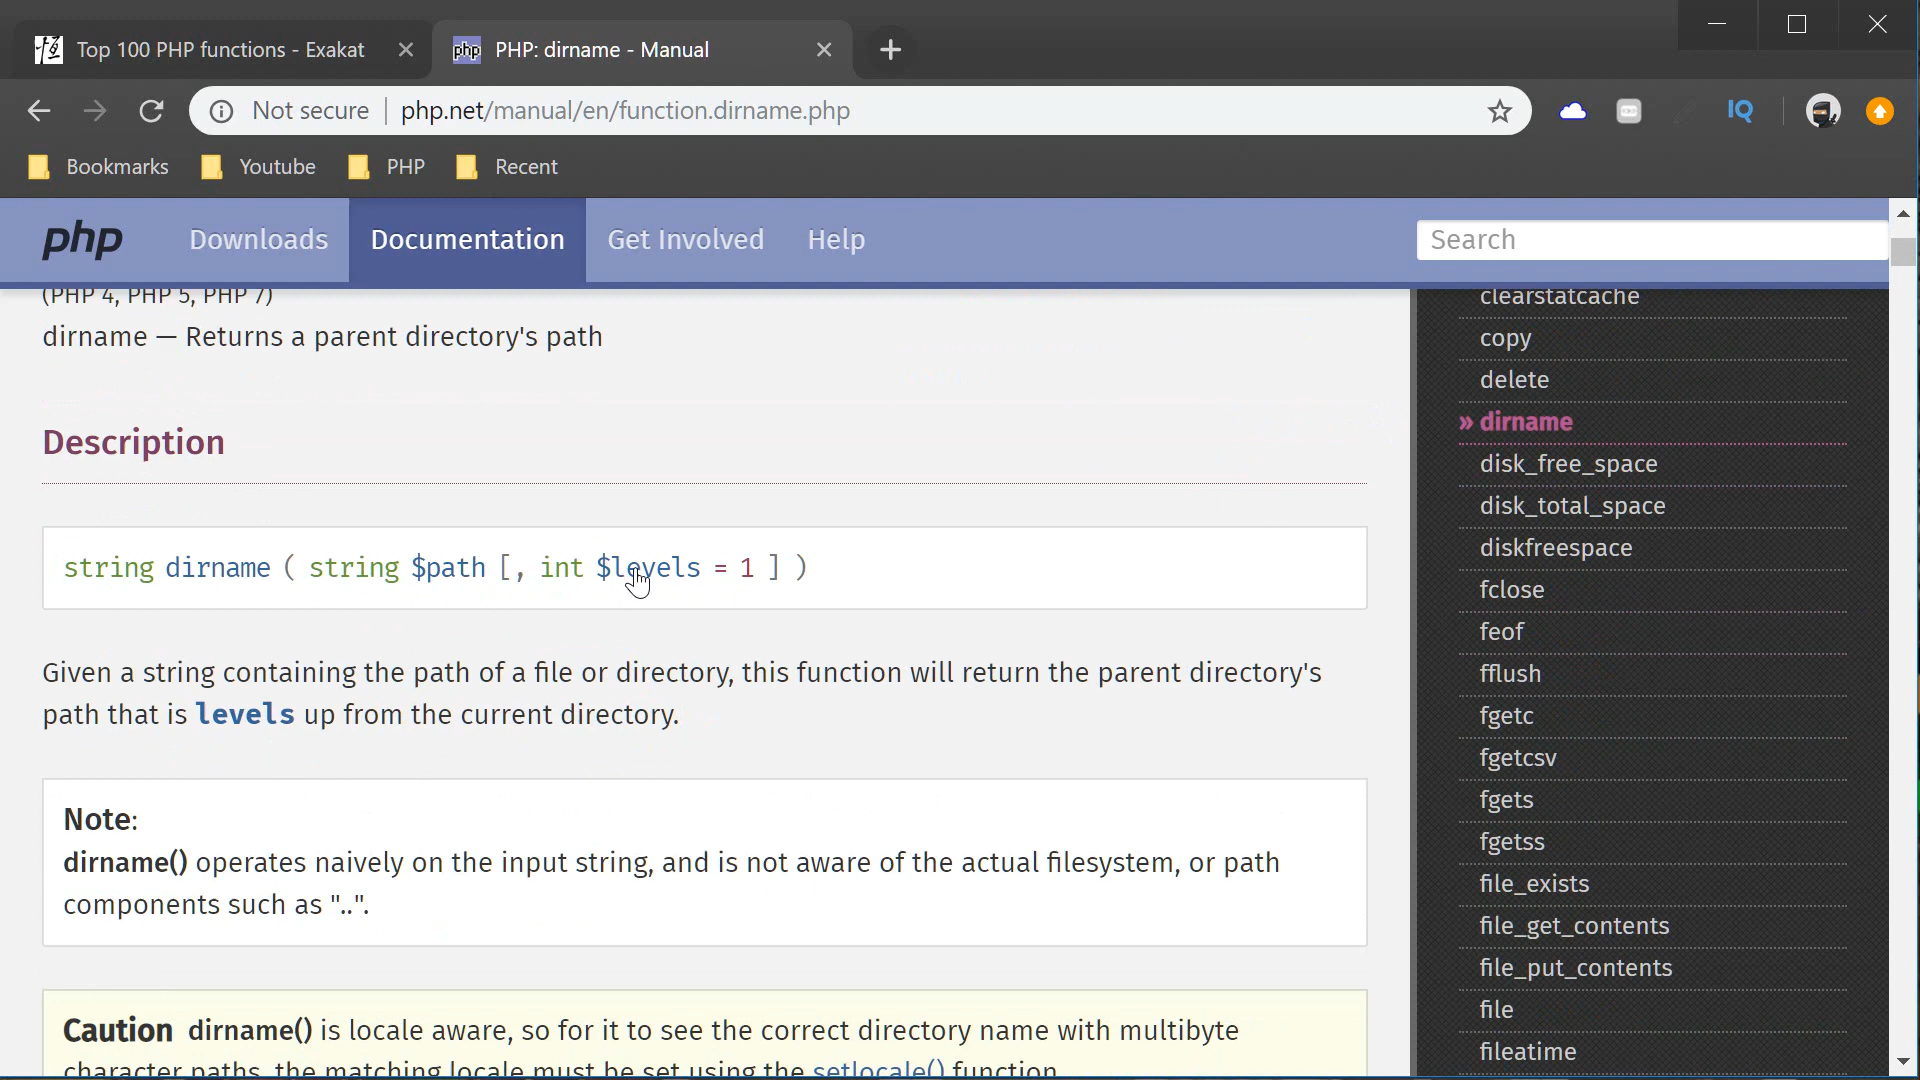 Top 100 PHP functions - Exakat
php PHP: dirname - Manual
Not secure php.net/manual/en/function.dirname.php
IQ
Bookmarks Youtube PHP Recent
php Downloads Documentation Get Involved Help Search
(PHP 4, PHP 5, PHP 7)
dirname — Returns a parent directory's path
Description
string dirname ( string $path [, int $levels = 1 ] )
Given a string containing the path of a file or directory, this function will return the parent directory's
path that is levels up from the current directory.
Note:
dirname() operates naively on the input string, and is not aware of the actual filesystem, or path
components such as "..".
Caution dirname() is locale aware, so for it to see the correct directory name with multibyte
character paths, the matching locale must be set using the setlocale() function.
clearstatcache
copy
delete
» dirname
disk_free_space
disk_total_space
diskfreespace
fclose
feof
fflush
fgetc
fgetcsv
fgets
fgetss
file_exists
file_get_contents
file_put_contents
file
fileatime